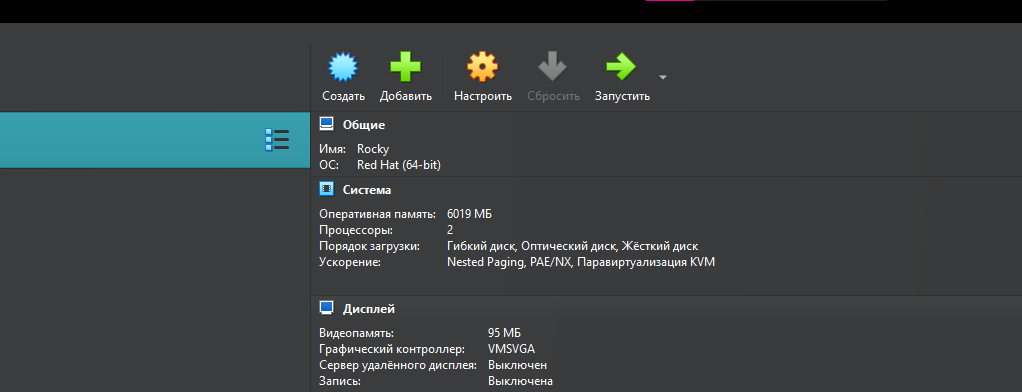 Создать Добавить Настроить Сбросить Запустить
Общие
Имя: Rocky
ОС: Red Hat (64-bit)
Система
Оперативная память: 6019 МБ
Процессоры: 2
Порядок загрузки: Гибкий диск, Оптический диск, Жёсткий диск
Ускорение: Nested Paging, PAE/NX, Паравиртуализация KVM
Дисплей
Видеопамять: 95 МБ
Графический контроллер: VMSVGA
Сервер удалённого дисплея: Выключен
Запись: Выключена